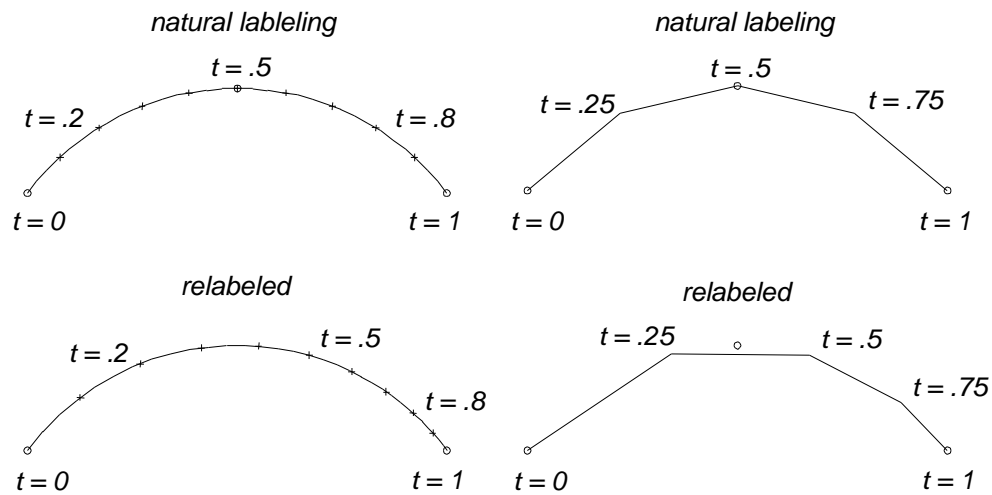 natural lableling
t = .5
t = .2
t = .8
t = 0
t = 1
natural labeling
t = .5
t = .25
t = .75
t = 0
t = 1
relabeled
t = .2
t = .5
t = .8
t = 0
t = 1
relabeled
t = .25
t = .5
t = .75
t = 0
t = 1